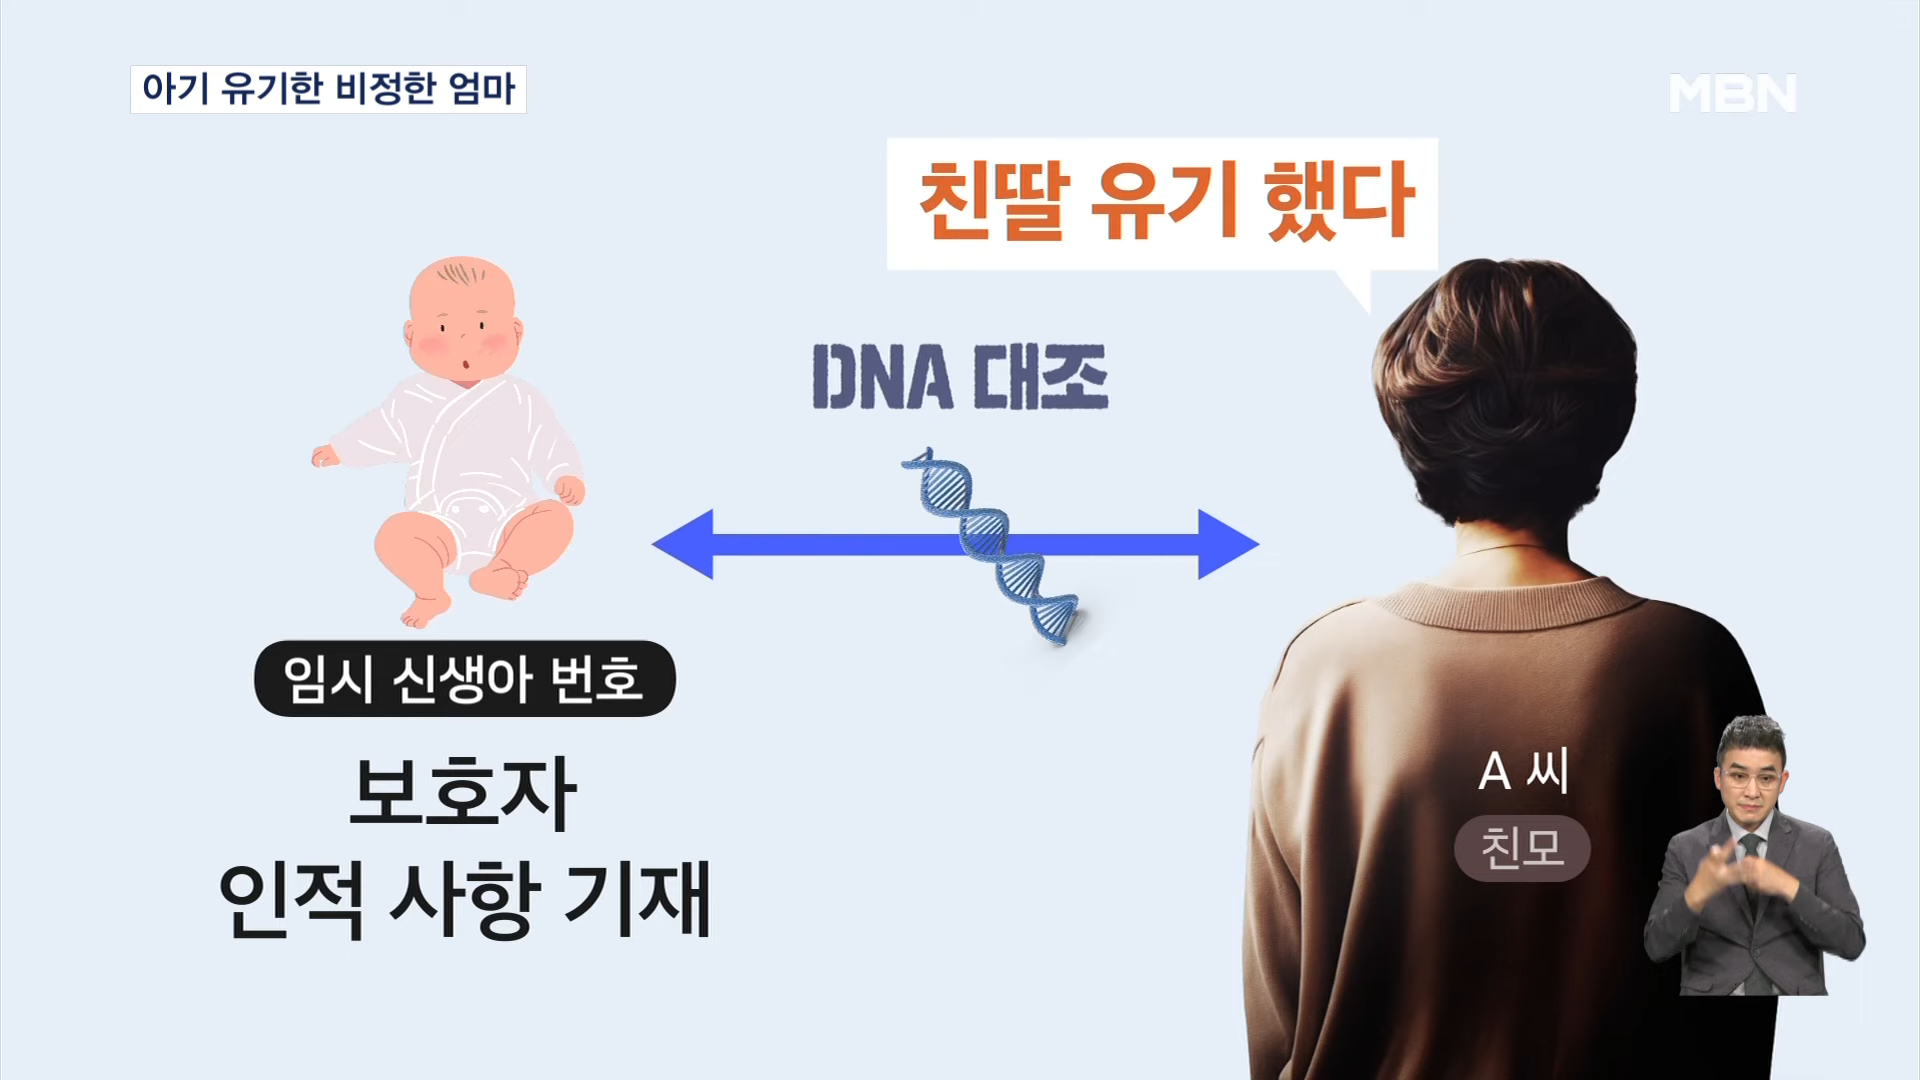 아기 유기한 비정한 엄마
MBN
친딸 유기 했다
DNA 대조
임시 신생아 번호
보호자
인적 사항 기재
A 씨
친모